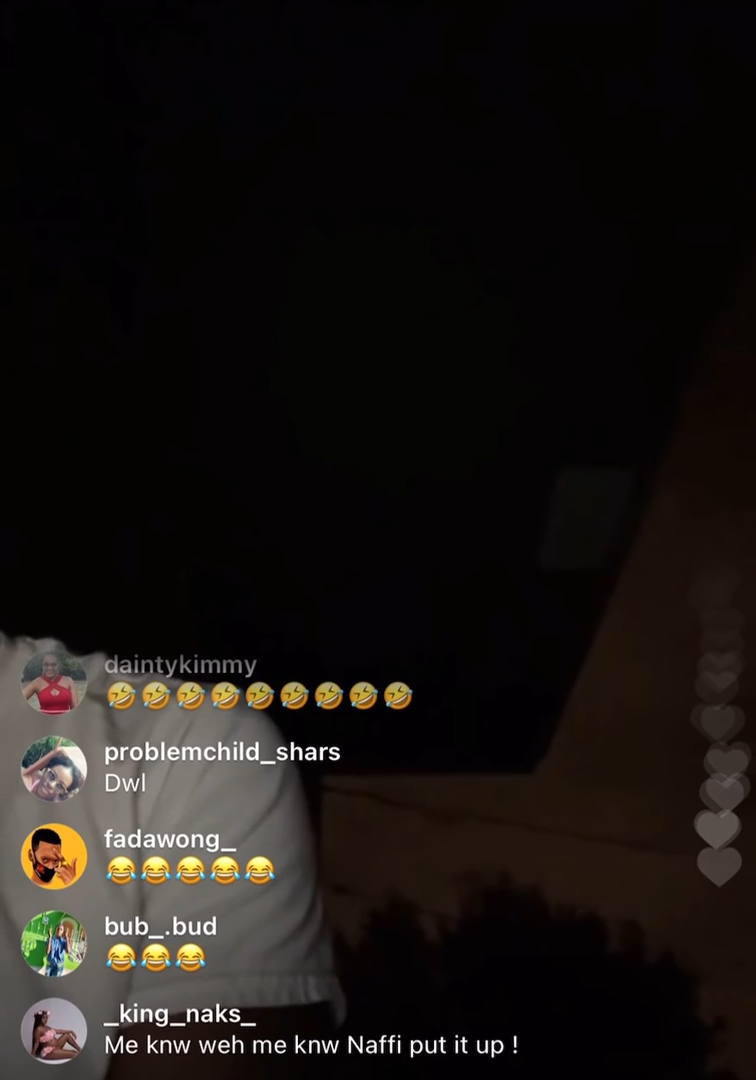 daintykimmy
🤣🤣🤣🤣🤣🤣🤣🤣🤣
problemchild_shars
Dwl
fadawong_
😂😂😂😂😂
bub_.bud
😂😂😂
_king_naks_
Me knw weh me knw Naffi put it up !